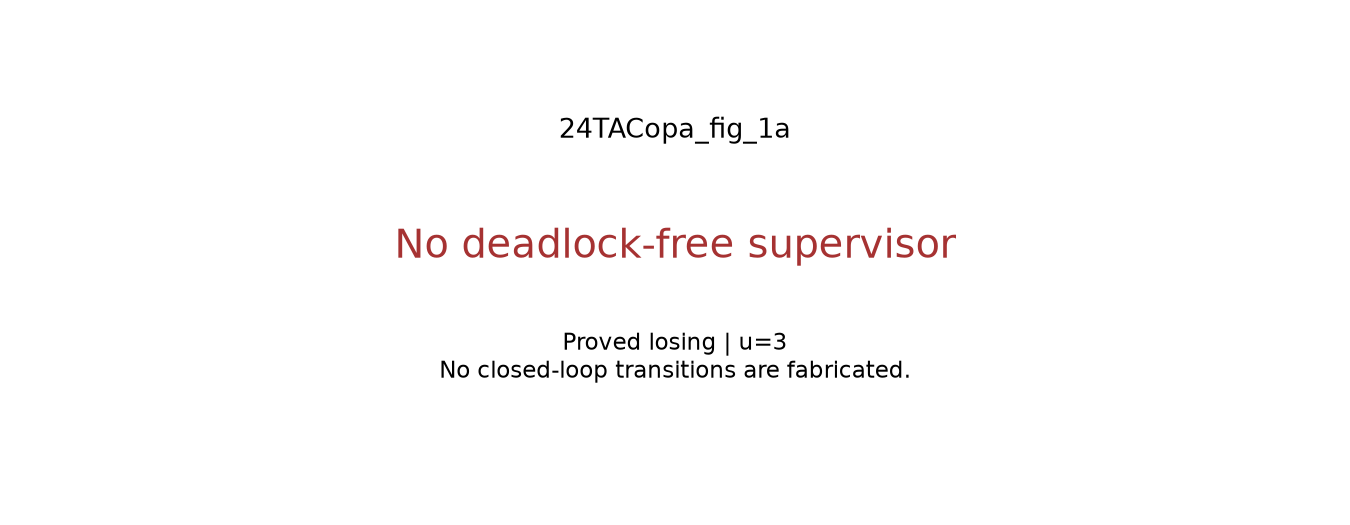 24TACopa_fig_1a
No deadlock-free supervisor
Proved losing | u=3
No closed-loop transitions are fabricated.